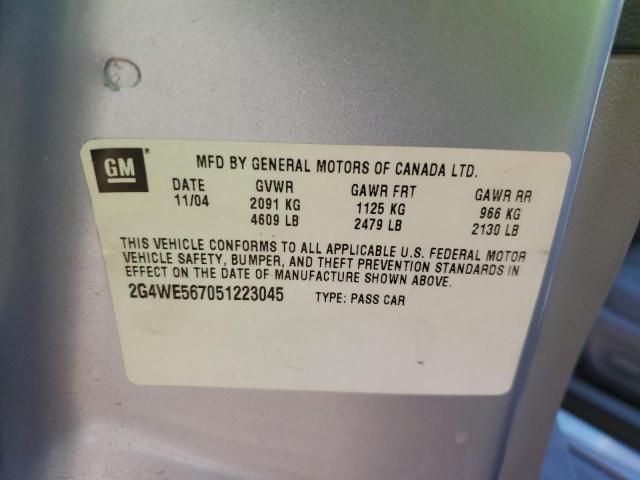 GM
MFD BY GENERAL MOTORS OF CANADA LTD.
DATE GVWR GAWR FRT GAWR RR
11/04 2091 KG 1125 KG 966 KG
4609 LB 2479 LB 2130 LB
THIS VEHICLE CONFORMS TO ALL APPLICABLE U.S. FEDERAL MOTOR
VEHICLE SAFETY, BUMPER, AND THEFT PREVENTION STANDARDS IN
EFFECT ON THE DATE OF MANUFACTURE SHOWN ABOVE.
2G4WE567051223045 TYPE: PASS CAR